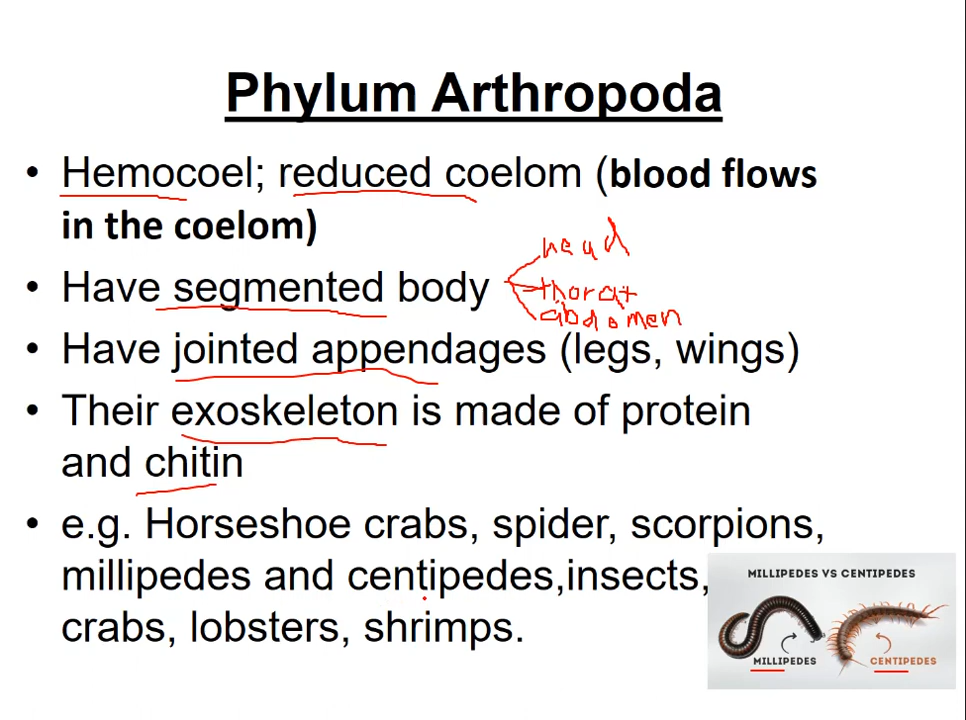 Phylum Arthropoda
• Hemocoel; reduced coelom (blood flows
in the coelom)
head
• Have segmented body
thorat
abdomen
• Have jointed appendages (legs, wings)
• Their exoskeleton is made of protein
and chitin
• e.g. Horseshoe crabs, spider, scorpions,
millipedes and centipedes,insects,
crabs, lobsters, shrimps.
MILLIPEDES VS CENTIPEDES
MILLIPEDES
CENTIPEDES